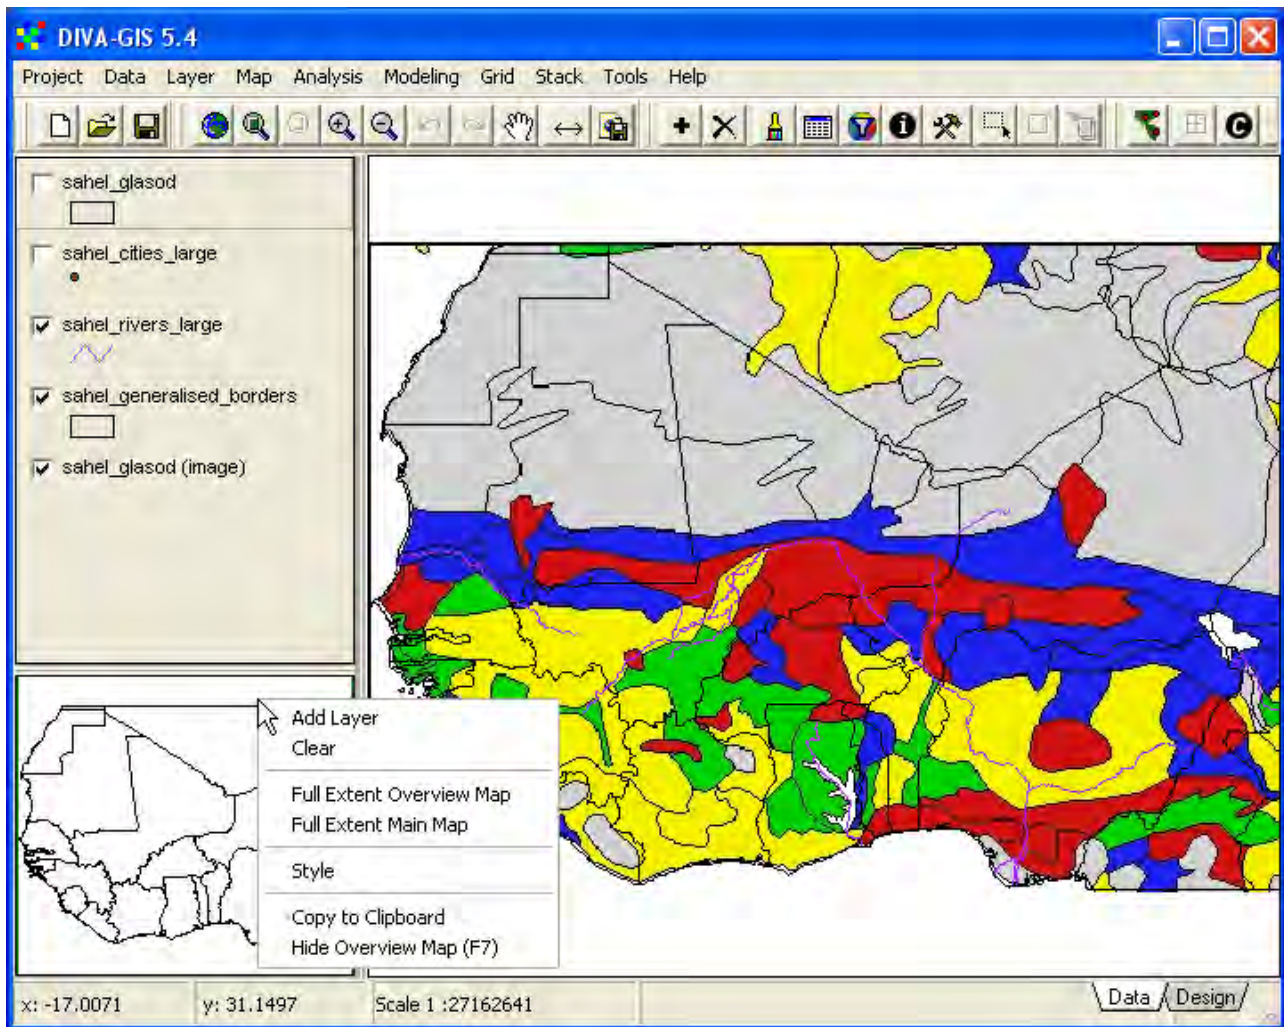 DIVA-GIS 5.4
Project Data Layer Map Analysis Modeling Grid Stack Tools Help
sahel_glasod
sahel_cities_large
sahel_rivers_large
sahel_generalised_borders
sahel_glasod (image)
Add Layer
Clear
Full Extent Overview Map
Full Extent Main Map
Style
Copy to Clipboard
Hide Overview Map (F7)
x: -17.0071 y: 31.1497 Scale 1 :27162641 Data Design